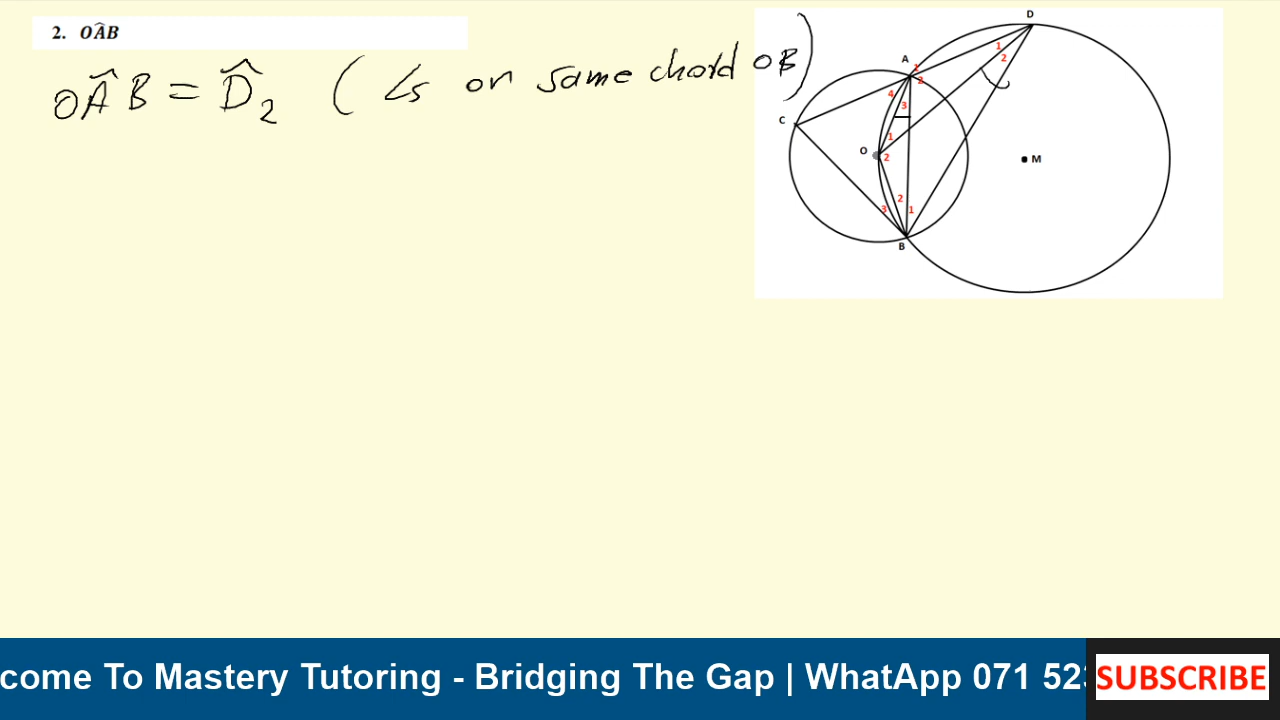 2. OÂB
OÂB = D̂₂ ( ∠s on same chord OB )
D
1
2
A
1
2
4
3
C
1
O
2
M
2
3
1
B
come To Mastery Tutoring - Bridging The Gap | WhatApp 071 523
SUBSCRIBE